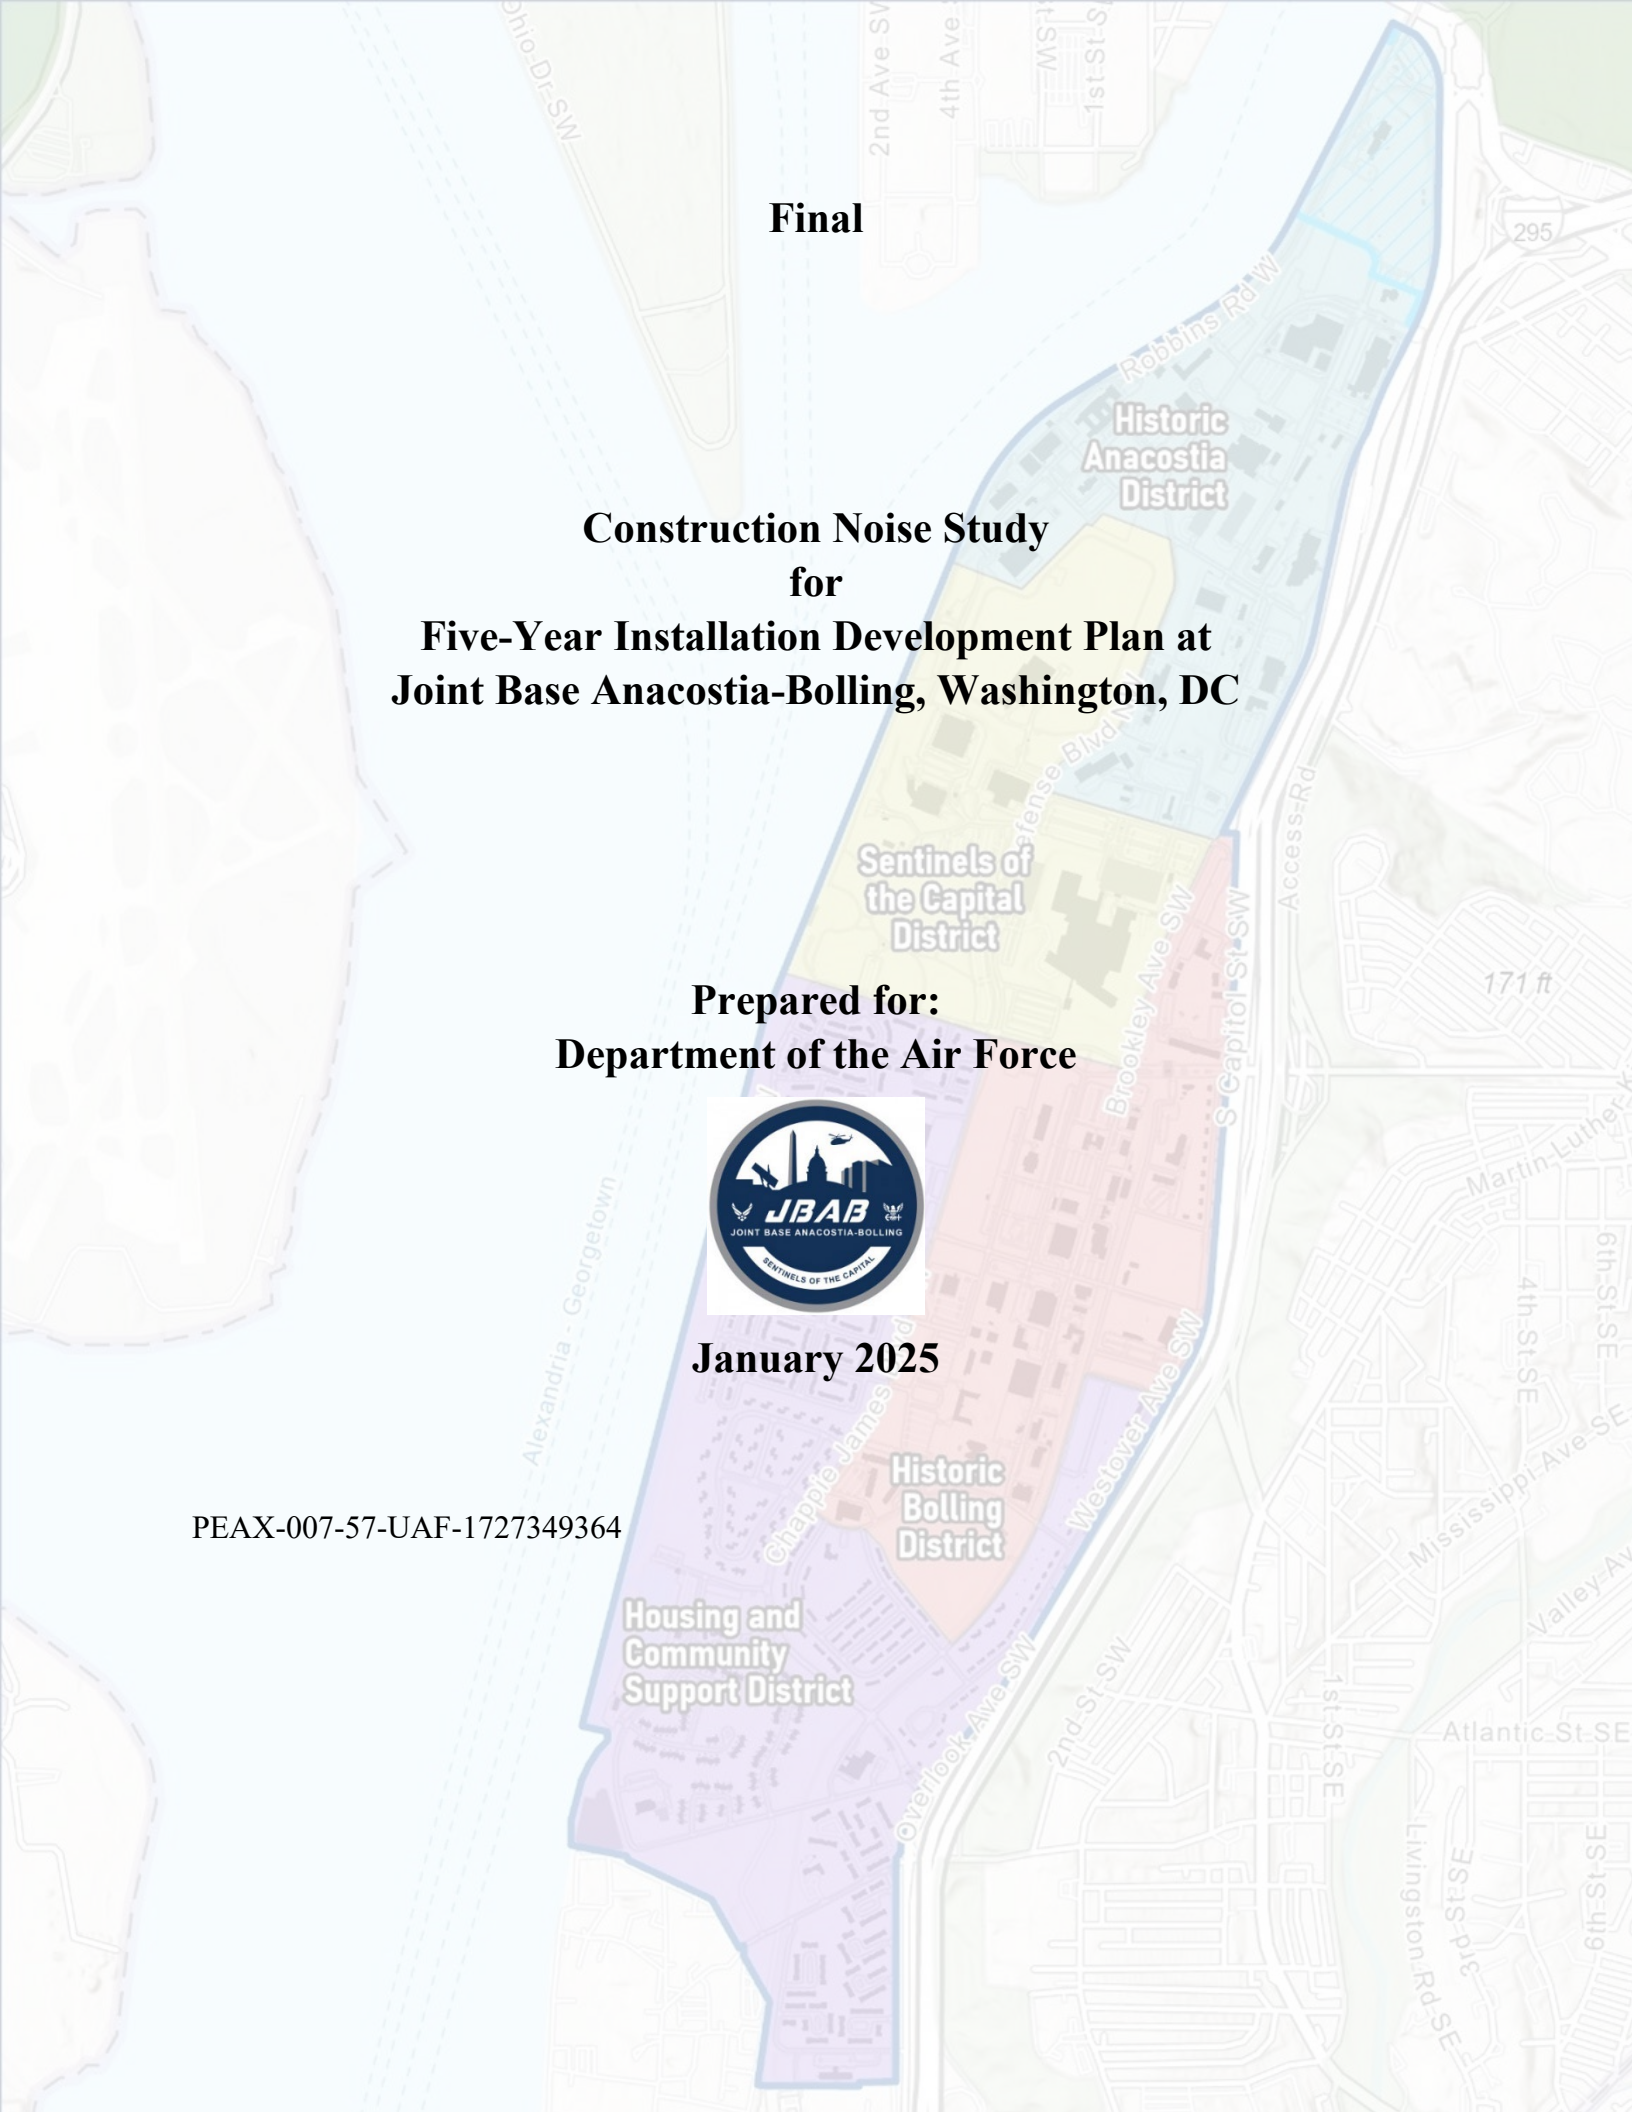 Final
Construction Noise Study
for
Five-Year Installation Development Plan at
Joint Base Anacostia-Bolling, Washington, DC
Prepared for:
Department of the Air Force
JBAB
JOINT BASE ANACOSTIA-BOLLING
SENTINELS OF THE CAPITAL
January 2025
PEAX-007-57-UAF-1727349364
Ohio Dr SW
2nd Ave SW
4th Ave
St SW
1st St S
295
Robbins Rd W
Historic
Anacostia
District
efense Blvd
Access Rd
Sentinels of
the Capital
District
Brookley Ave SW
S Capitol St SW
171 ft
Martin Luther K
Alexandria - Georgetown
6th St SE
4th St SE
Chappie James
Westover Ave SW
Historic
Bolling
District
Mississippi Ave SE
Valley Av
Housing and
Community
Support District
Overlook Ave SW
2nd St SW
1st St SE
Atlantic St SE
Livingston Rd SE
3rd St SE
9th St SE